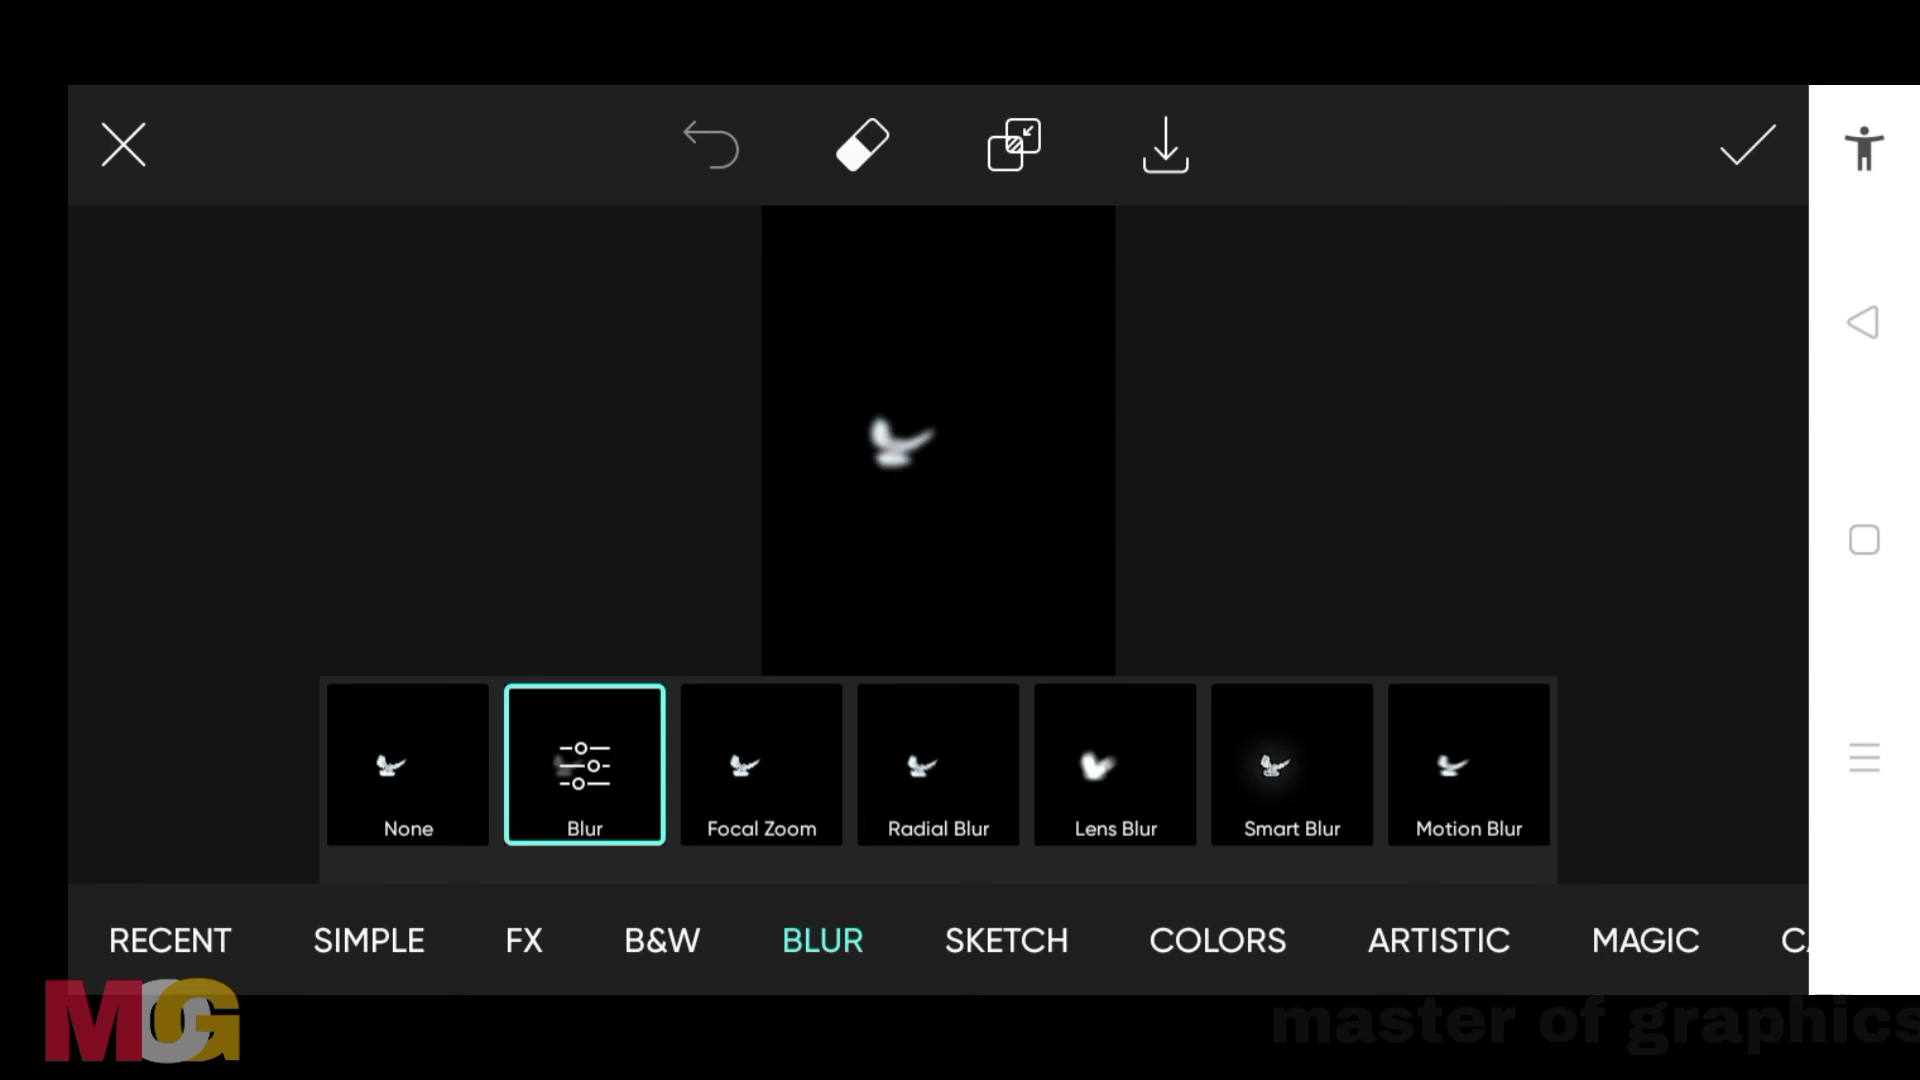 None
Blur
Focal Zoom
Radial Blur
Lens Blur
Smart Blur
Motion Blur
RECENT
SIMPLE
FX
B&W
BLUR
SKETCH
COLORS
ARTISTIC
MAGIC
MOG
master of graphics